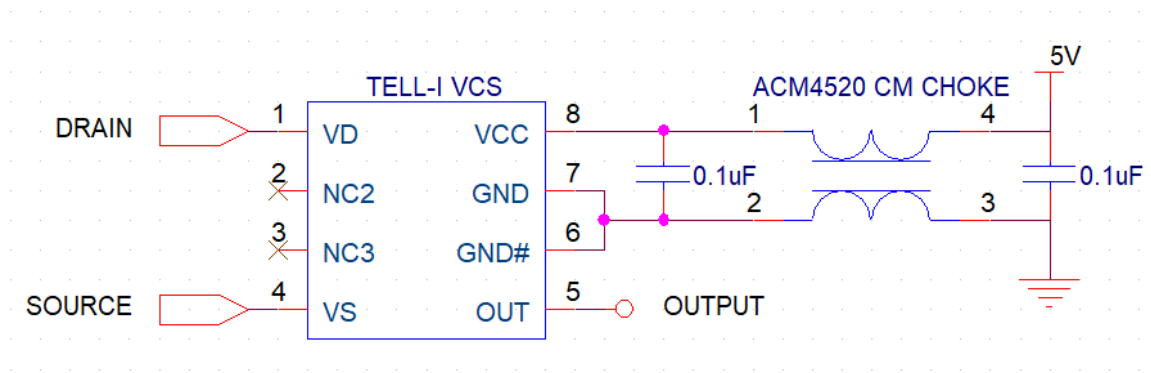 5V
TELL-I VCS
ACM4520 CM CHOKE
DRAIN
1
VD
VCC
8
1
4
2
NC2
GND
7
0.1uF
0.1uF
2
3
3
NC3
GND#
6
SOURCE
4
VS
OUT
5
OUTPUT